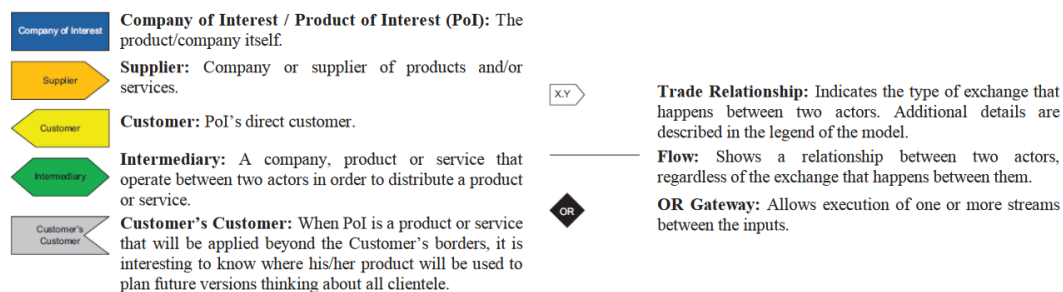 Company of Interest
Company of Interest / Product of Interest (PoI): The
product/company itself.
Supplier
Supplier: Company or supplier of products and/or
services.
Customer
Customer: PoI's direct customer.
Intermediary
Intermediary: A company, product or service that
operate between two actors in order to distribute a product
or service.
Customer's
Customer
Customer's Customer: When PoI is a product or service
that will be applied beyond the Customer's borders, it is
interesting to know where his/her product will be used to
plan future versions thinking about all clientele.
X.Y
Trade Relationship: Indicates the type of exchange that
happens between two actors. Additional details are
described in the legend of the model.
Flow: Shows a relationship between two actors,
regardless of the exchange that happens between them.
OR
OR Gateway: Allows execution of one or more streams
between the inputs.